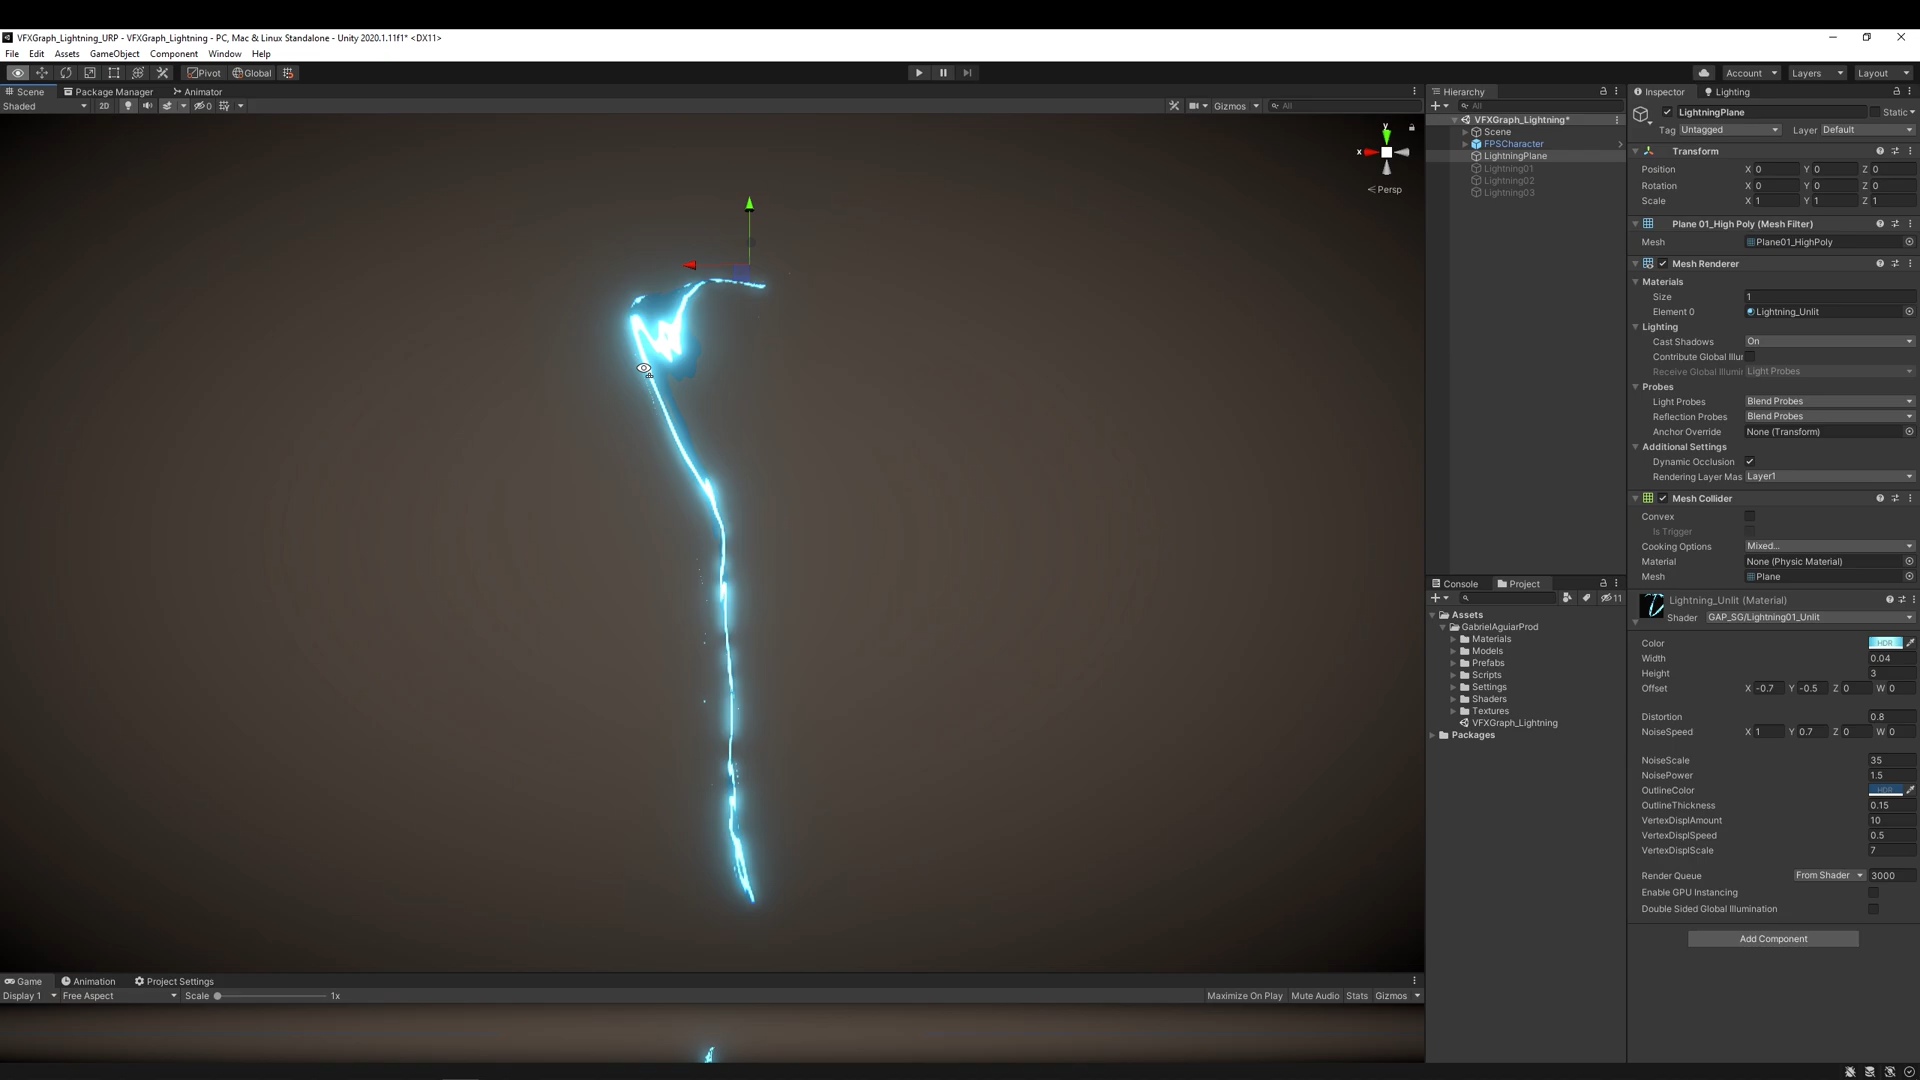 VFXGraph_Lightning_URP - VFXGraph_Lightning - PC, Mac & Linux Standalone - Unity 2020.1.11f1* <DX11>
File Edit Assets GameObject Component Window Help
Pivot Global Account Layers Layout
Scene Package Manager Animator
Shaded 2D 0 Gizmos All
y
x
Persp
Hierarchy
All
VFXGraph_Lightning*
Scene
FPSCharacter
LightningPlane
Lightning01
Lightning02
Lightning03
Console Project
11
Assets
GabrielAguiarProd
Materials
Models
Prefabs
Scripts
Settings
Shaders
Textures
VFXGraph_Lightning
Packages
Inspector Lighting
LightningPlane Static
Tag Untagged Layer Default
Transform
Position X 0 Y 0 Z 0
Rotation X 0 Y 0 Z 0
Scale X 1 Y 1 Z 1
Plane 01_High Poly (Mesh Filter)
Mesh Plane01_HighPoly
Mesh Renderer
Materials
Size 1
Element 0 Lightning_Unlit
Lighting
Cast Shadows On
Contribute Global Illur
Receive Global Illumii Light Probes
Probes
Light Probes Blend Probes
Reflection Probes Blend Probes
Anchor Override None (Transform)
Additional Settings
Dynamic Occlusion
Rendering Layer Mas Layer1
Mesh Collider
Convex
Is Trigger
Cooking Options Mixed...
Material None (Physic Material)
Mesh Plane
Lightning_Unlit (Material)
Shader GAP_SG/Lightning01_Unlit
Color HDR
Width 0.04
Height 3
Offset X -0.7 Y -0.5 Z 0 W 0
Distortion 0.8
NoiseSpeed X 1 Y 0.7 Z 0 W 0
NoiseScale 35
NoisePower 1.5
OutlineColor HDR
OutlineThickness 0.15
VertexDisplAmount 10
VertexDisplSpeed 0.5
VertexDisplScale 7
Render Queue From Shader 3000
Enable GPU Instancing
Double Sided Global Illumination
Add Component
Game Animation Project Settings
Display 1 Free Aspect Scale 1x Maximize On Play Mute Audio Stats Gizmos